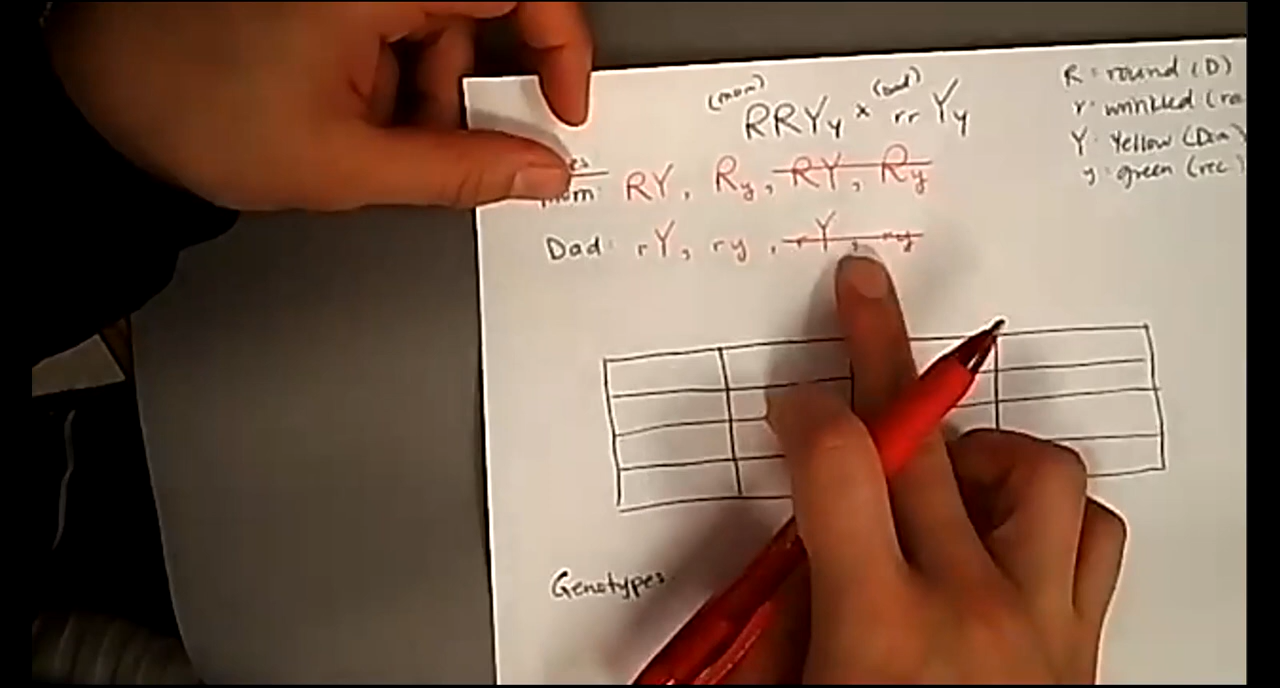 (mom) (Dad)
RRYy × rrYy
R = round (D)
r wrinkled
Y: Yellow (Dom)
y: green (rec
mom: RY, Ry, RY, Ry
Dad: rY, ry, rY, ry
Genotypes